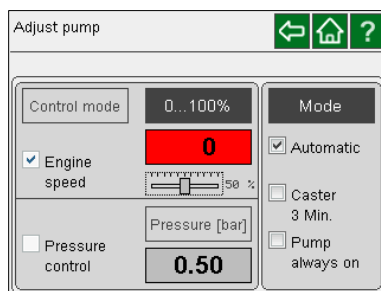 Adjust pump
?
Control mode
0...100%
Mode
0
Automatic
Engine
speed
50 %
Caster
3 Min.
Pressure [bar]
Pressure
control
0.50
Pump
always on